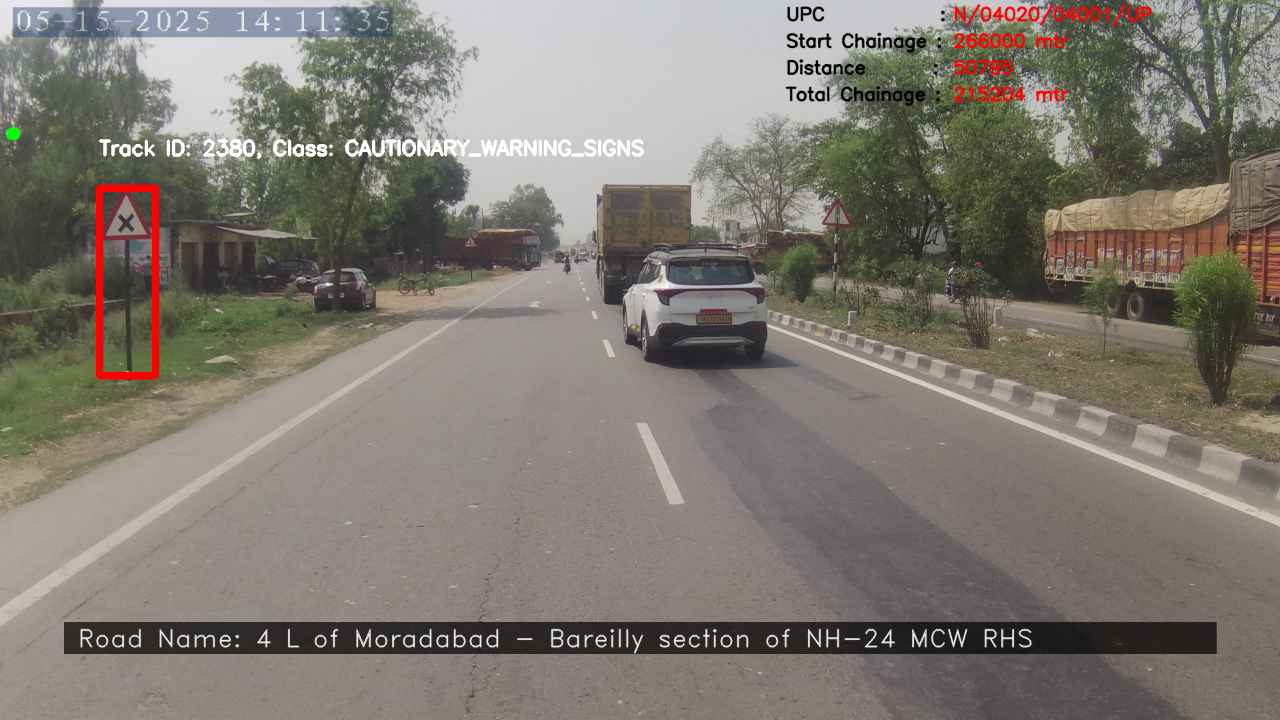 05-15-2025 14:11:35
UPC : N/04020/04001/UP
Start Chainage : 266000 mtr
Distance : 50795
Total Chainage : 215204 mtr
Track ID: 2380, Class: CAUTIONARY_WARNING_SIGNS
Road Name: 4 L of Moradabad - Bareilly section of NH-24 MCW RHS